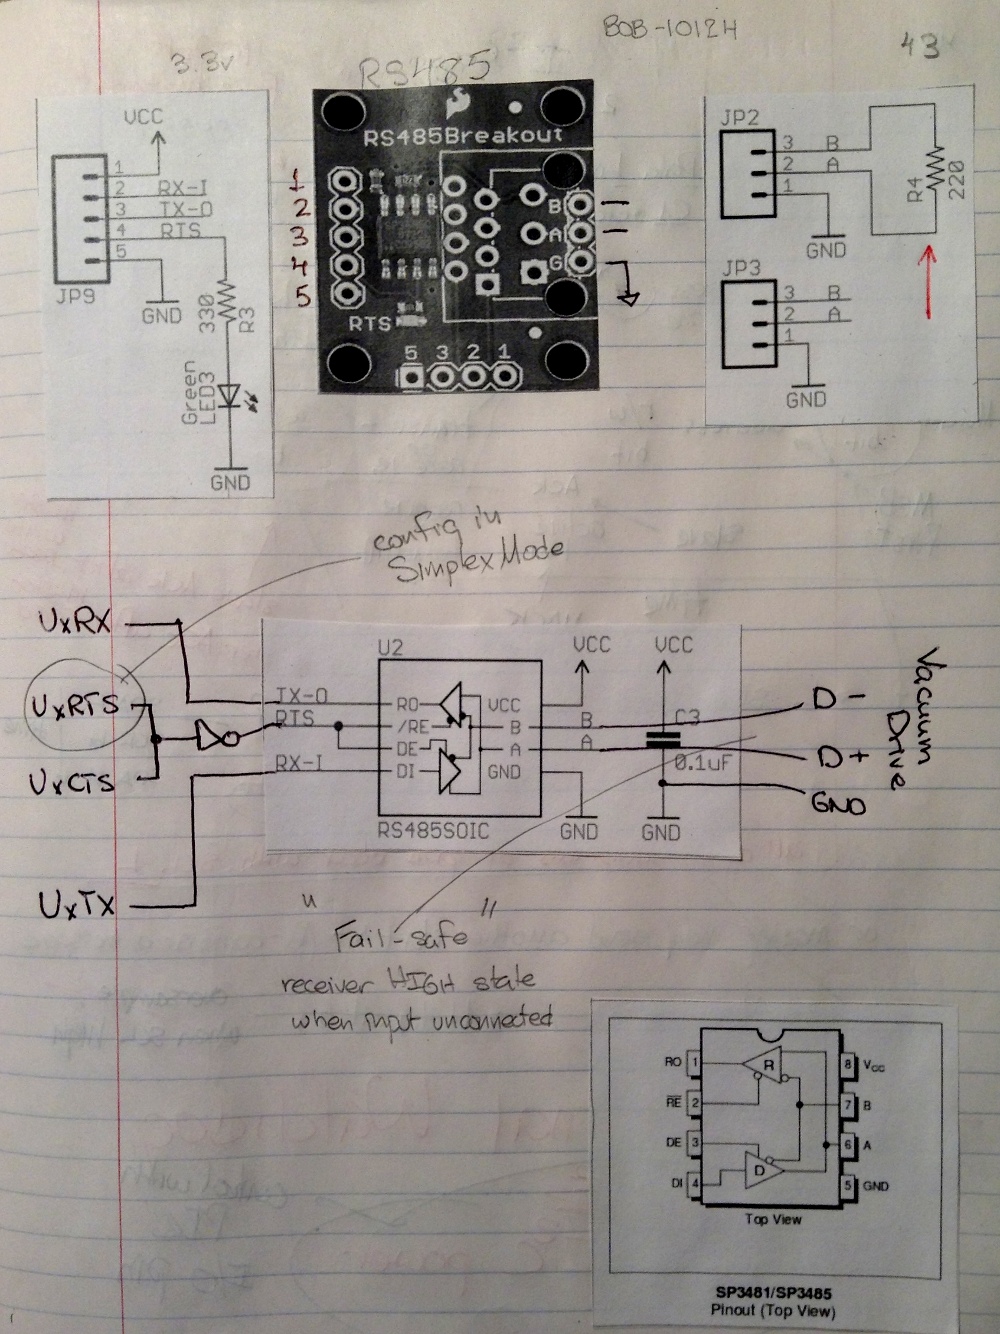 BOB-10124
43
3.3v
RS485
VCC
1
2 RX-I
3 TX-O
4 RTS
5
JP9
GND
330
R3
Green
LED3
GND
RS485Breakout
1
2
3
4
5
B
A
G
RTS
5 3 2 1
JP2
3 B
2 A
1
GND
R4
220
JP3
3 B
2 A
1
GND
config in
Simplex Mode
UxRX
UxRTS
UxCTS
UxTX
TX-O
RTS
RX-I
U2
RO
/RE
DE
DI
VCC
B
A
GND
RS485SOIC
VCC
B
A
GND
VCC
C3
0.1uF
GND
D -
D +
GND
Vacuum
Drive
" "
Fail-safe
receiver HIGH state
when input unconnected
RO 1
RE 2
DE 3
DI 4
R
D
8 VCC
7 B
6 A
5 GND
Top View
SP3481/SP3485
Pinout (Top View)